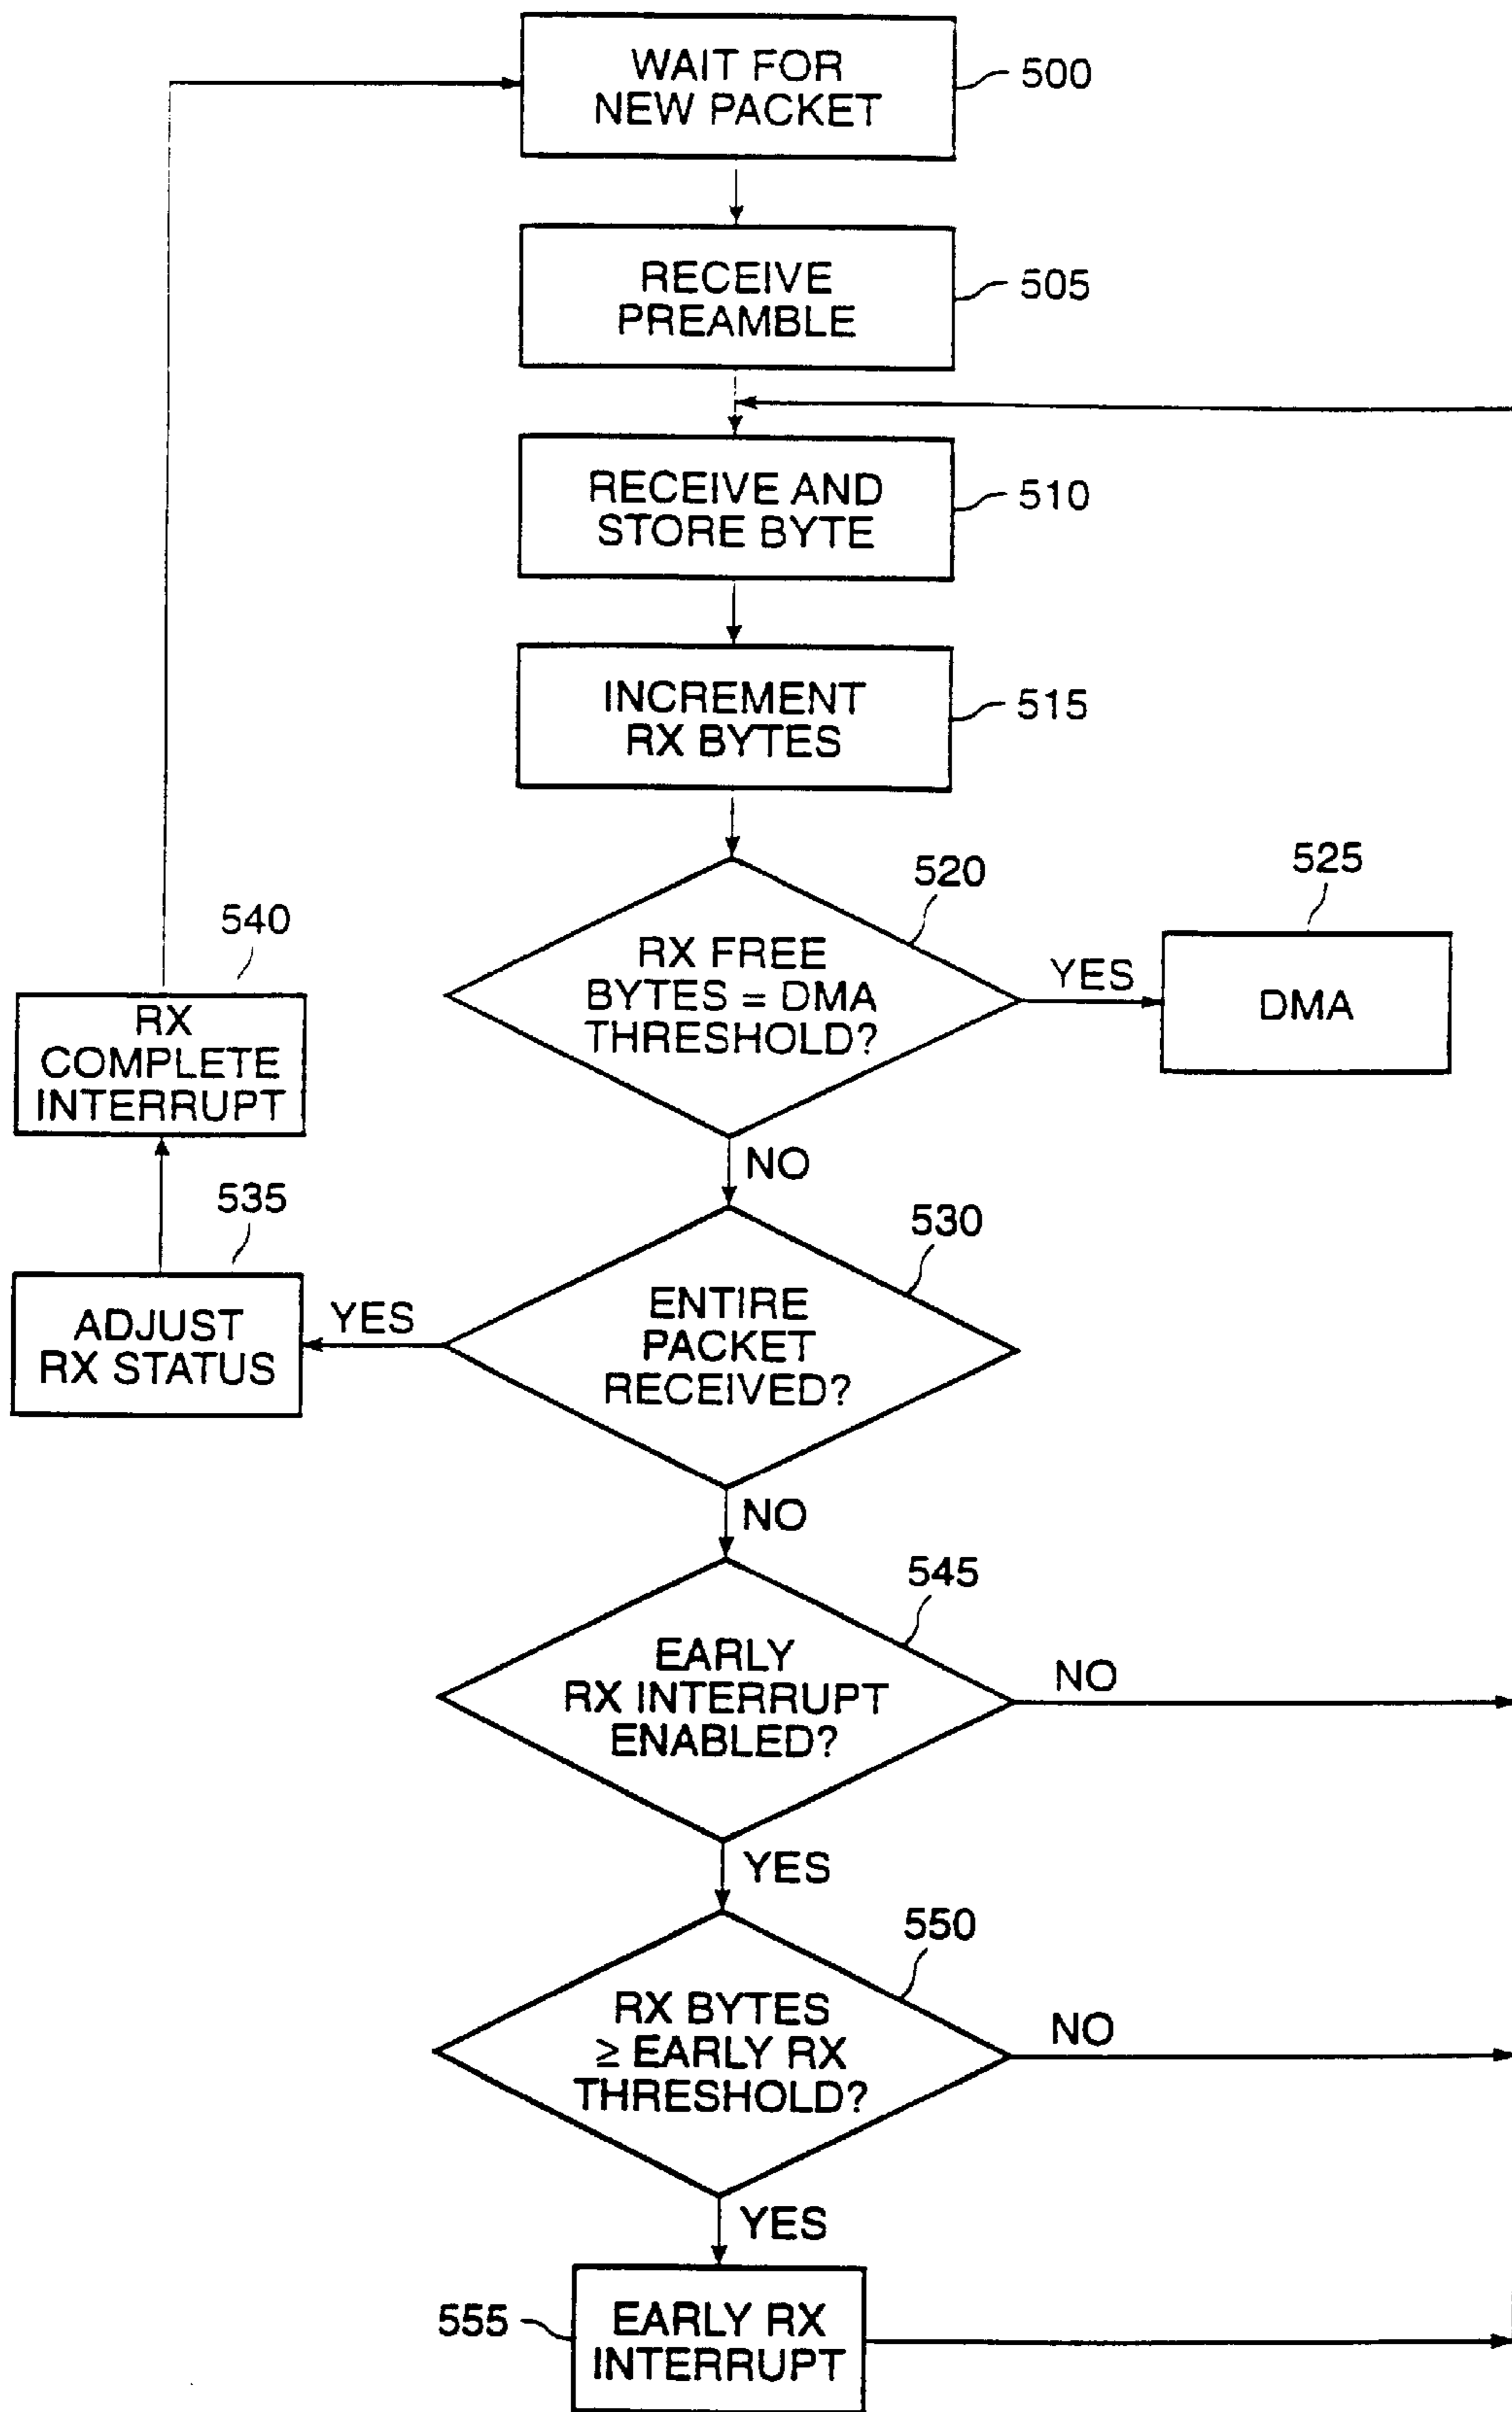 WAIT FOR
NEW PACKET
500
RECEIVE
PREAMBLE
505
RECEIVE AND
STORE BYTE
510
INCREMENT
RX BYTES
515
520
525
RX FREE
BYTES = DMA
THRESHOLD?
YES
DMA
540
RX
COMPLETE
INTERRUPT
NO
535
530
ADJUST
RX STATUS
YES
ENTIRE
PACKET
RECEIVED?
NO
545
EARLY
RX INTERRUPT
ENABLED?
NO
YES
550
RX BYTES
≥ EARLY RX
THRESHOLD?
NO
YES
555
EARLY RX
INTERRUPT